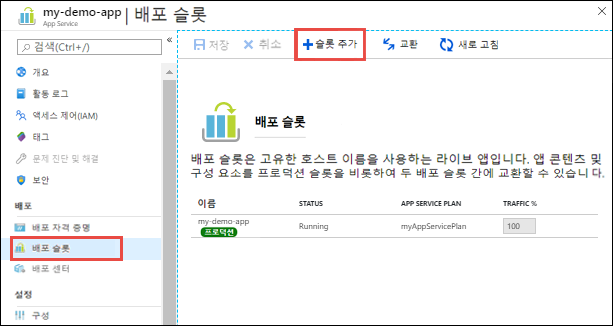 my-demo-app | 배포 슬롯
App Service
검색(Ctrl+/)
개요
활동 로그
액세스 제어(IAM)
태그
문제 진단 및 해결
보안
배포
배포 자격 증명
배포 슬롯
배포 센터
설정
구성
저장 취소 슬롯 추가 교환 새로 고침
배포 슬롯
배포 슬롯은 고유한 호스트 이름을 사용하는 라이브 앱입니다. 앱 콘텐츠 및
구성 요소를 프로덕션 슬롯을 비롯하여 두 배포 슬롯 간에 교환할 수 있습니다.
이름 STATUS APP SERVICE PLAN TRAFFIC %
my-demo-app Running myAppServicePlan 100
프로덕션